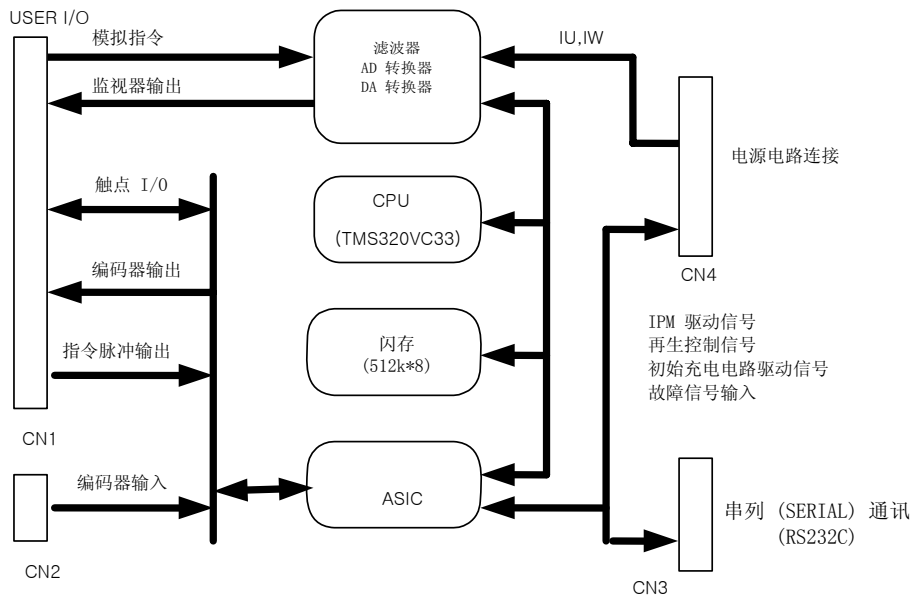 USER I/O
模拟指令
监视器输出
触点 I/O
编码器输出
指令脉冲输出
CN1
编码器输入
CN2
滤波器
AD 转换器
DA 转换器
CPU
(TMS320VC33)
闪存
(512k*8)
ASIC
IU,IW
电源电路连接
CN4
IPM 驱动信号
再生控制信号
初始充电电路驱动信号
故障信号输入
串列 (SERIAL) 通讯
(RS232C)
CN3